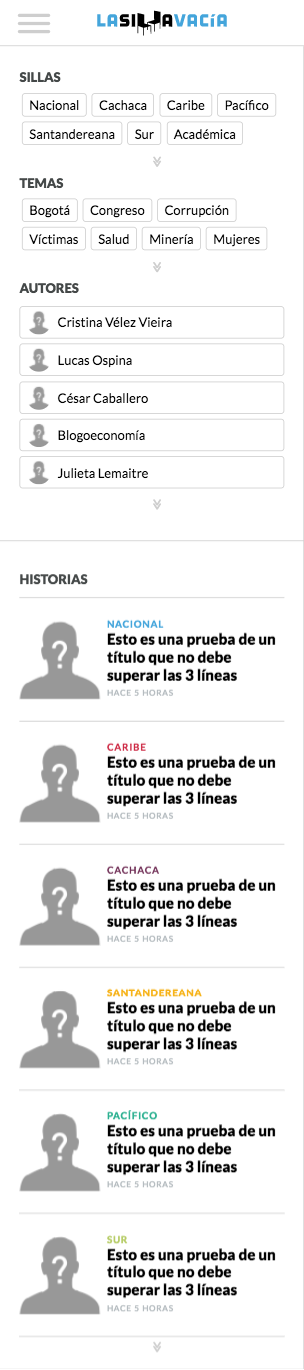 LASILLAVACÍA
SILLAS
Nacional Cachaca Caribe Pacífico
Santandereana Sur Académica
TEMAS
Bogotá Congreso Corrupción
Víctimas Salud Minería Mujeres
AUTORES
Cristina Vélez Vieira
Lucas Ospina
César Caballero
Blogoeconomía
Julieta Lemaitre
HISTORIAS
NACIONAL
Esto es una prueba de un
título que no debe
superar las 3 líneas
HACE 5 HORAS
CARIBE
Esto es una prueba de un
título que no debe
superar las 3 líneas
HACE 5 HORAS
CACHACA
Esto es una prueba de un
título que no debe
superar las 3 líneas
HACE 5 HORAS
SANTANDEREANA
Esto es una prueba de un
título que no debe
superar las 3 líneas
HACE 5 HORAS
PACÍFICO
Esto es una prueba de un
título que no debe
superar las 3 líneas
HACE 5 HORAS
SUR
Esto es una prueba de un
título que no debe
superar las 3 líneas
HACE 5 HORAS